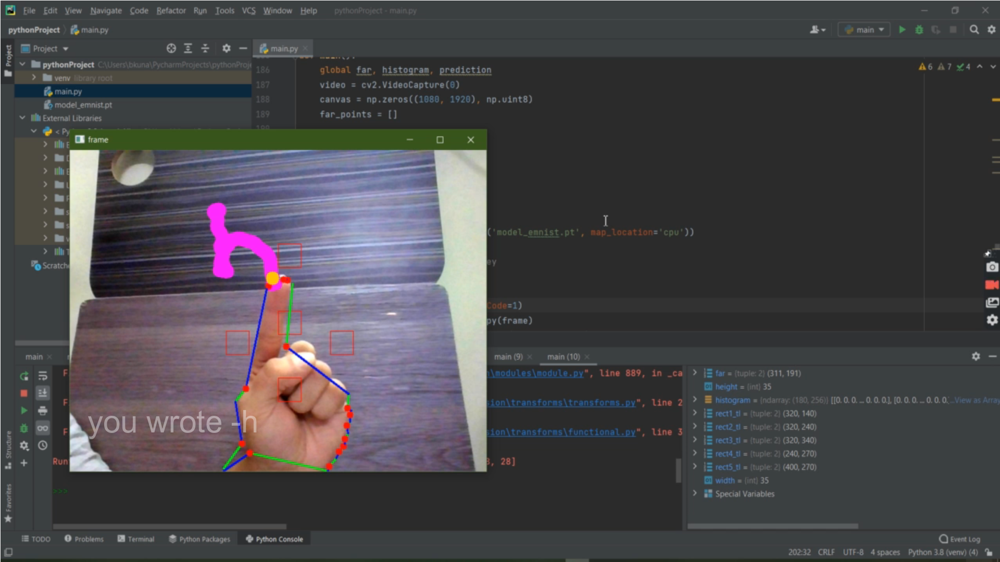 File Edit View Navigate Code Refactor Run Tools VCS Window Help pythonProject - main.py
pythonProject main.py main
Project main.py
Project
pythonProject C:\Users\bkuna\PycharmProjects\pythonProje
venv library root
main.py
model_emnist.pt
External Libraries
< Py
Scratche
6 7 4
186 global far, histogram, prediction
187 video = cv2.VideoCapture(0)
188 canvas = np.zeros((1080, 1920), np.uint8)
189 far_points = []
('model_emnist.pt', map_location='cpu'))
ey
Code=1)
py(frame)
frame
you wrote -h
main main (9) main (10)
n\modules\module.py", line 889, in _ca
sion\transforms\transforms.py", line 2
sion\transforms\functional.py", line 3
Run
, 28]
>>>
far = {tuple: 2} (311, 191)
height = {int} 35
histogram = {ndarray: (180, 256)} [[0. 0. 0. ... 0. 0. 0.], [0. 0. 0. ... 0. 0. 0. ...View as Array
rect1_tl = {tuple: 2} (320, 140)
rect2_tl = {tuple: 2} (320, 240)
rect3_tl = {tuple: 2} (320, 340)
rect4_tl = {tuple: 2} (240, 270)
rect5_tl = {tuple: 2} (400, 270)
width = {int} 35
Special Variables
Structure
Favorites
TODO Problems Terminal Python Packages Python Console Event Log
202:32 CRLF UTF-8 4 spaces Python 3.8 (venv) (4)